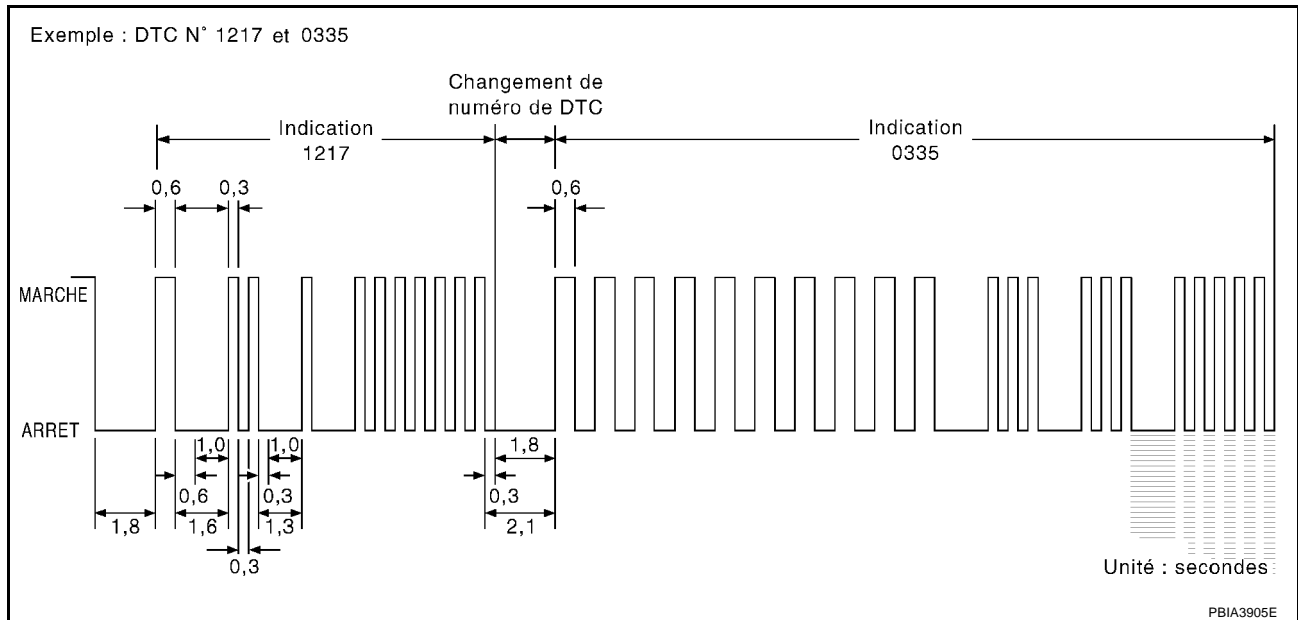 Exemple : DTC N° 1217 et 0335
Changement de
numéro de DTC
Indication
1217
Indication
0335
0,6
0,3
0,6
MARCHE
ARRET
1,0
1,0
1,8
0,6
0,3
0,3
1,8
1,6
1,3
2,1
0,3
Unité : secondes
PBIA3905E